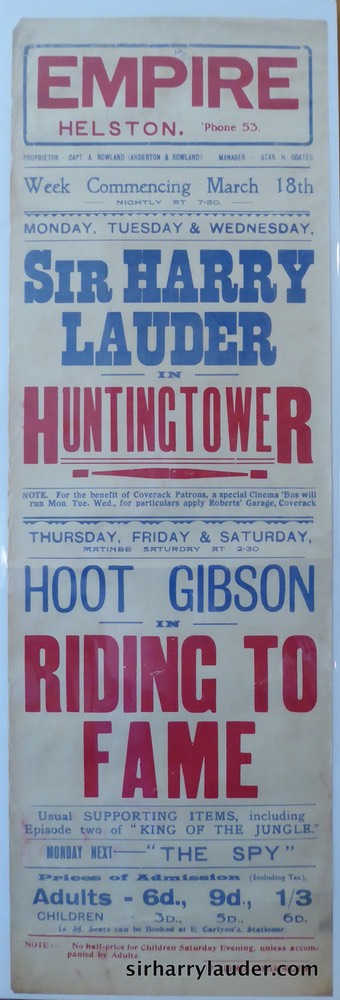 EMPIRE
HELSTON. 'Phone 53.
PROPRIETOR - CAPT A. ROWLAND (ANDERTON & ROWLAND) MANAGER - STAN H. COATES
Week Commencing March 18th
NIGHTLY AT 7-30.
MONDAY, TUESDAY & WEDNESDAY,
SIR HARRY
LAUDER
IN
HUNTINGTOWER
NOTE. For the benefit of Coverack Patrons, a special Cinema 'Bus will
run Mon. Tue. Wed., for particulars apply Roberts' Garage, Coverack
THURSDAY, FRIDAY & SATURDAY,
MATINEE SATURDAY AT 2-30
HOOT GIBSON
IN
RIDING TO
FAME
Usual SUPPORTING ITEMS, including
Episode two of "KING OF THE JUNGLE."
MONDAY NEXT "THE SPY"
Prices of Admission (Including Tax),
Adults - 6d., 9d., 1/3
CHILDREN - 3D., 5D., 6D.
1s 3d. Seats can be Booked at E. Carlyon's, Stationer.
NOTE:- No half-price for Children Saturday Evening, unless accom-
panied by Adults
sirharrylauder.com